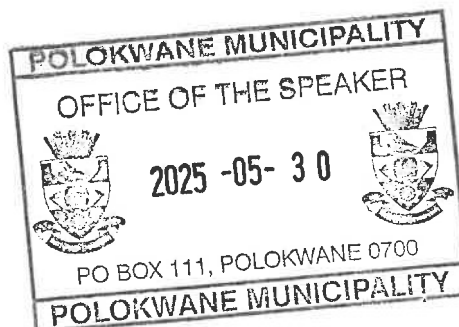 POLOKWANE MUNICIPALITY
OFFICE OF THE SPEAKER
2025 -05- 30
PO BOX 111, POLOKWANE 0700
POLOKWANE MUNICIPALITY